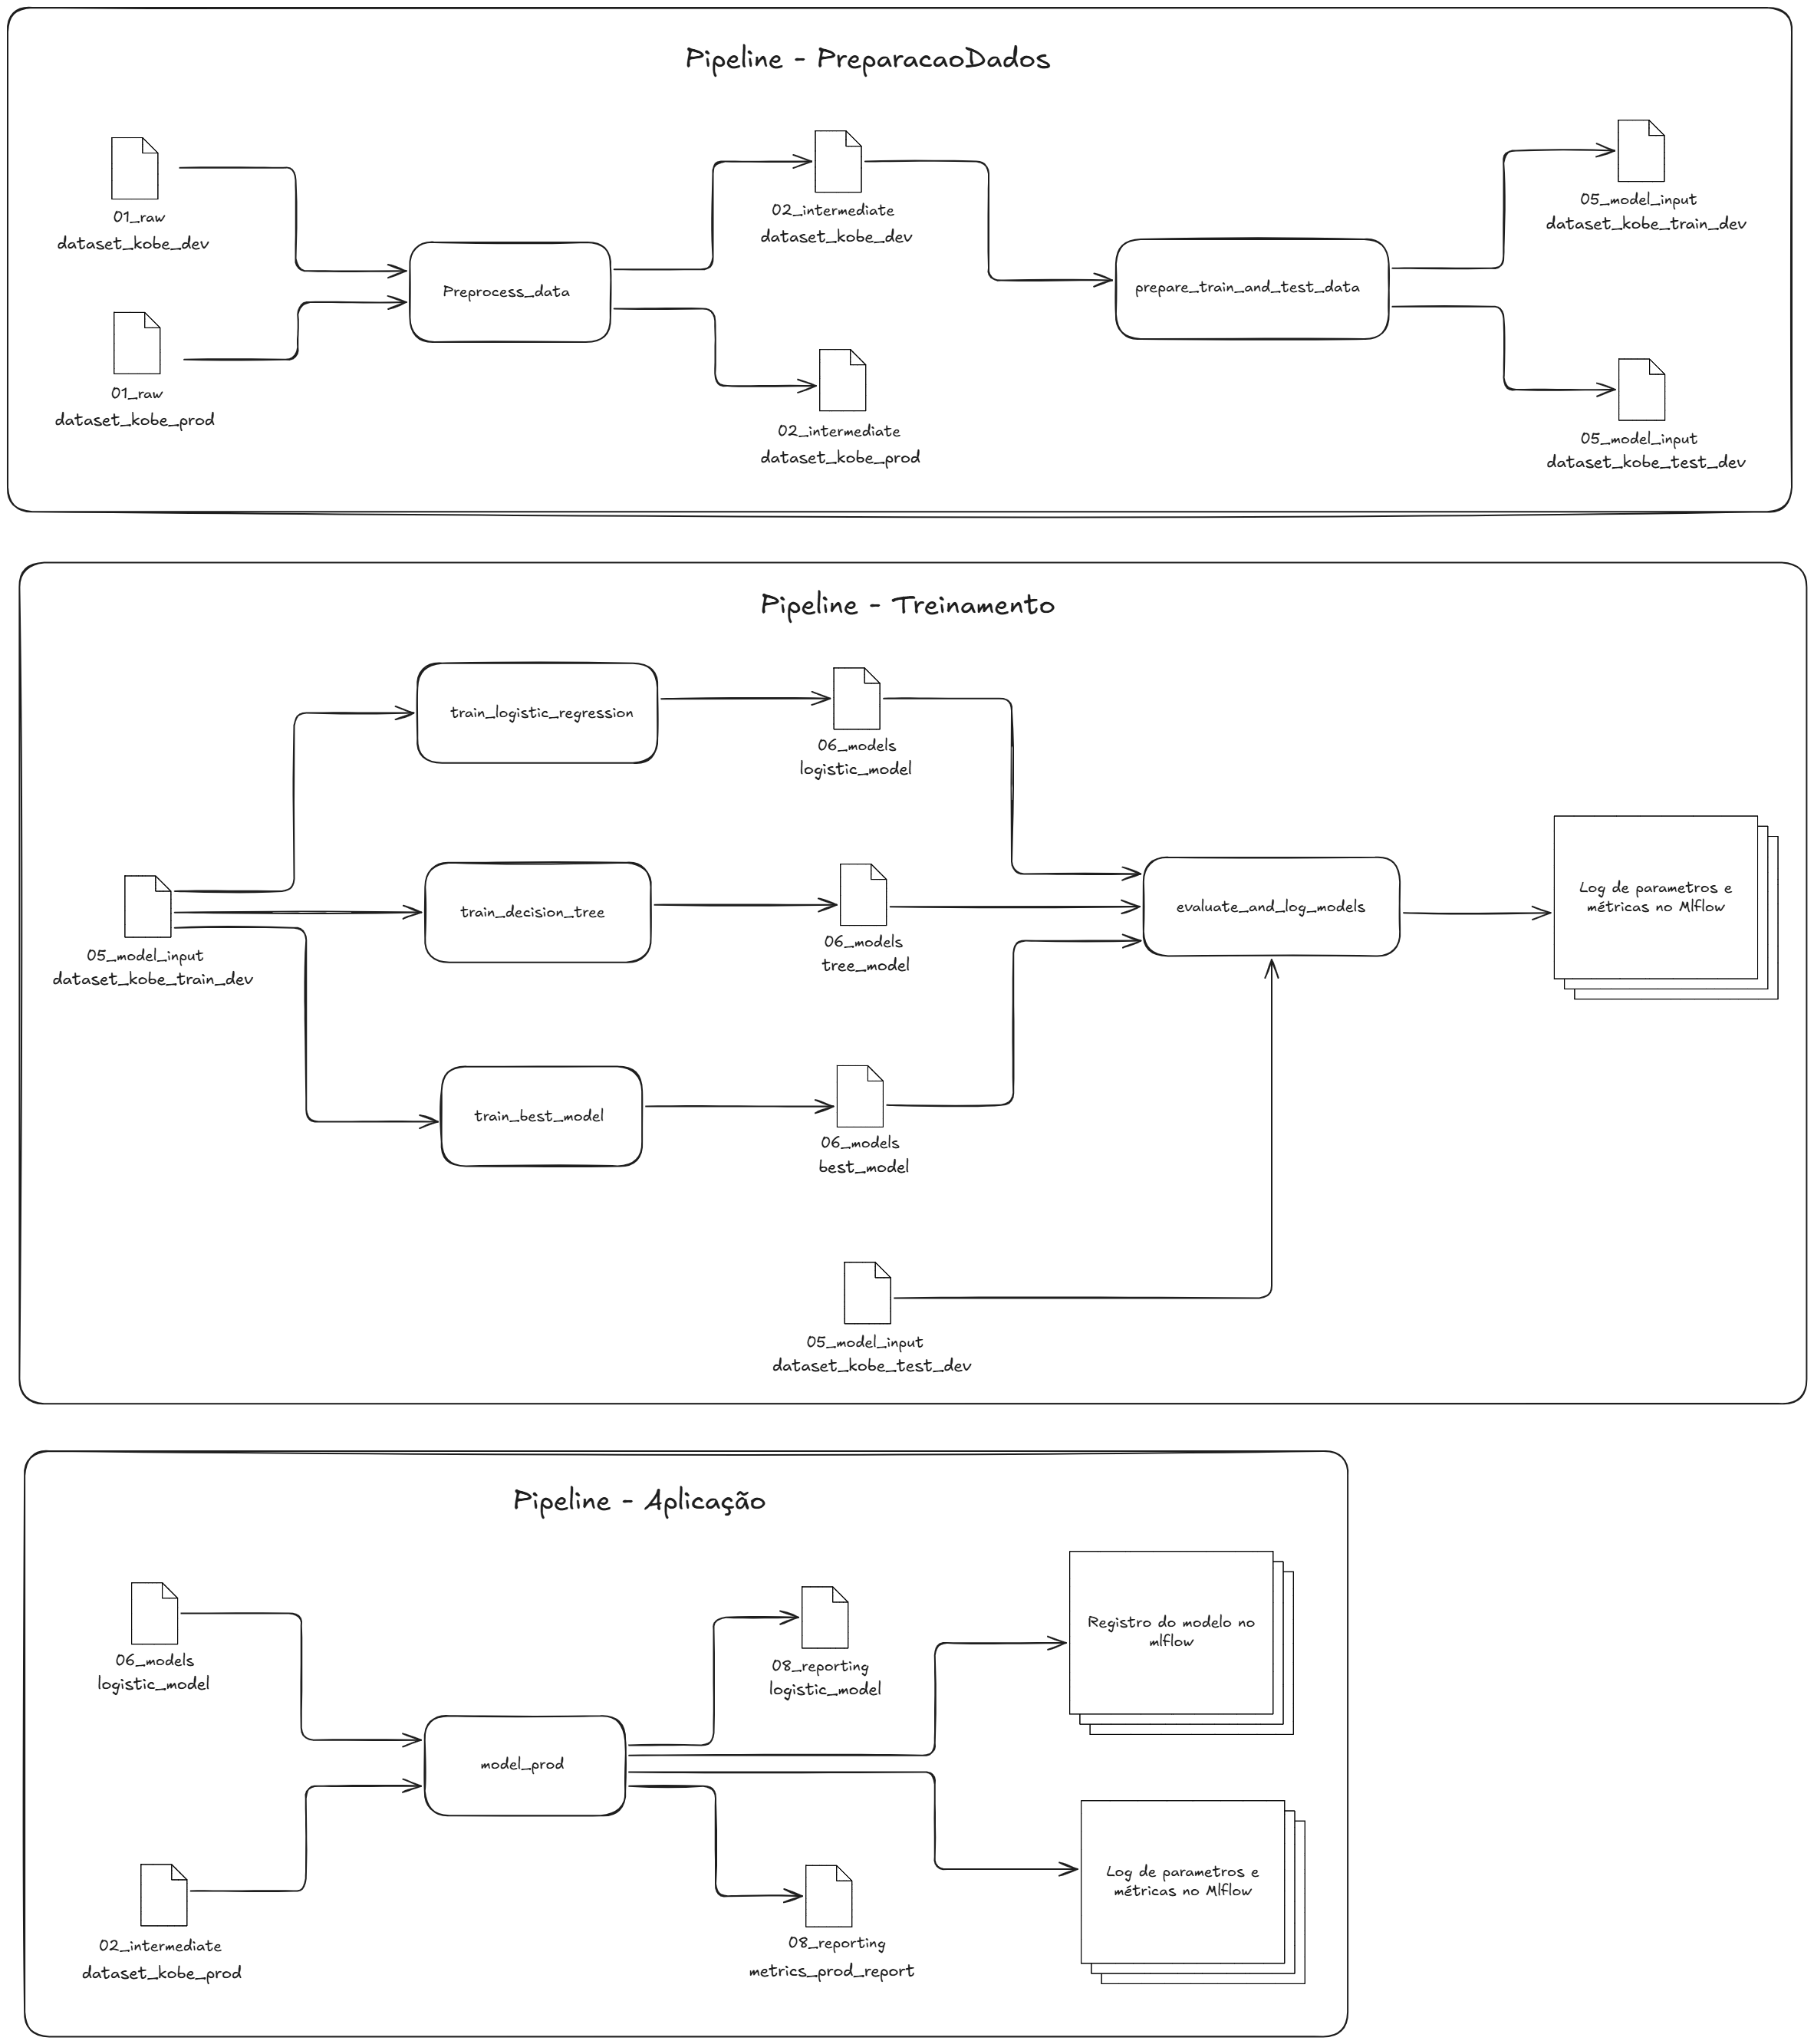 Pipeline - PreparacaoDados
01_raw
dataset_kobe_dev
01_raw
dataset_kobe_prod
Preprocess_data
02_intermediate
dataset_kobe_dev
02_intermediate
dataset_kobe_prod
prepare_train_and_test_data
05_model_input
dataset_kobe_train_dev
05_model_input
dataset_kobe_test_dev
Pipeline - Treinamento
05_model_input
dataset_kobe_train_dev
train_logistic_regression
06_models
logistic_model
train_decision_tree
06_models
tree_model
train_best_model
06_models
best_model
05_model_input
dataset_kobe_test_dev
evaluate_and_log_models
Log de parametros e
métricas no Mlflow
Pipeline - Aplicação
06_models
logistic_model
02_intermediate
dataset_kobe_prod
model_prod
08_reporting
logistic_model
08_reporting
metrics_prod_report
Registro do modelo no
mlflow
Log de parametros e
métricas no Mlflow